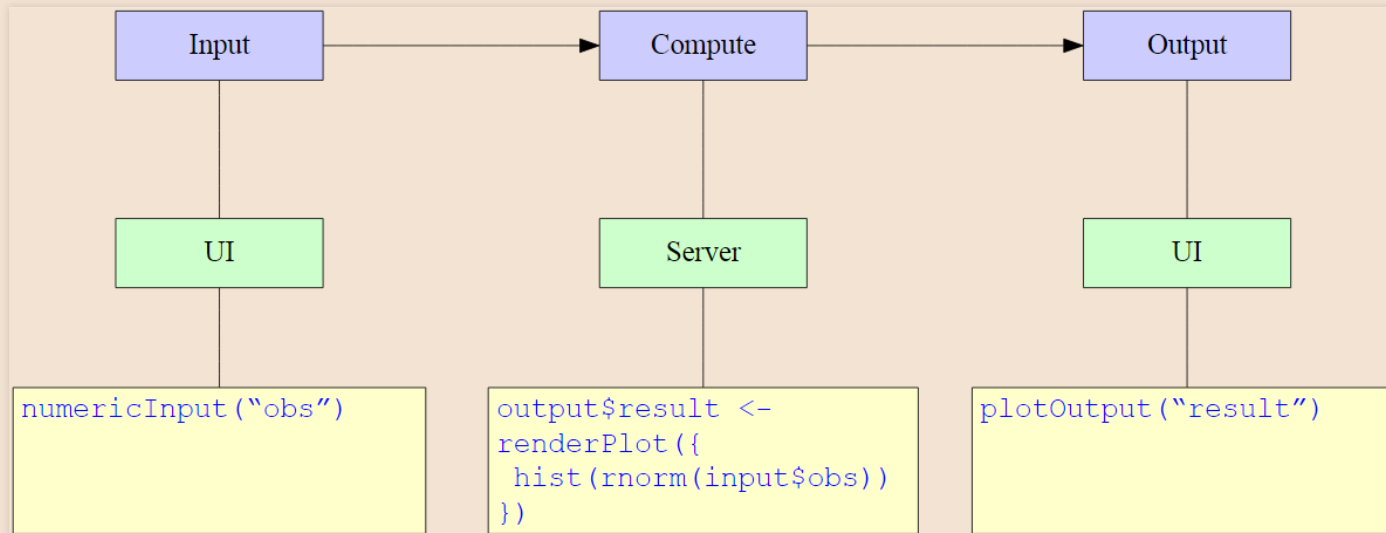 Input
Compute
Output
UI
Server
UI
numericInput(“obs”)
output$result <-
renderPlot({
 hist(rnorm(input$obs))
})
plotOutput(“result”)